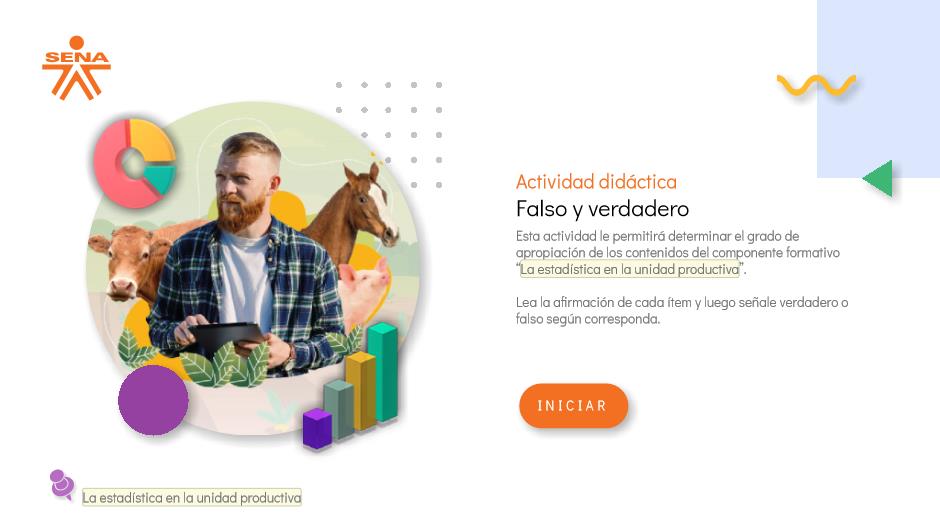 SENA
Actividad didáctica
Falso y verdadero
Esta actividad le permitirá determinar el grado de
apropiación de los contenidos del componente formativo
“La estadística en la unidad productiva”.
Lea la afirmación de cada ítem y luego señale verdadero o
falso según corresponda.
INICIAR
La estadística en la unidad productiva